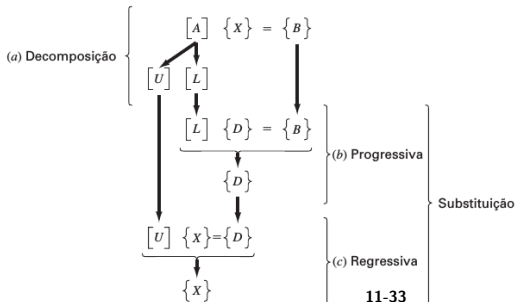 [A] {X} = {B}
(a) Decomposição
[U] [L]
[L] {D} = {B}
(b) Progressiva
{D}
Substituição
[U] {X}={D}
(c) Regressiva
{X}
11-33